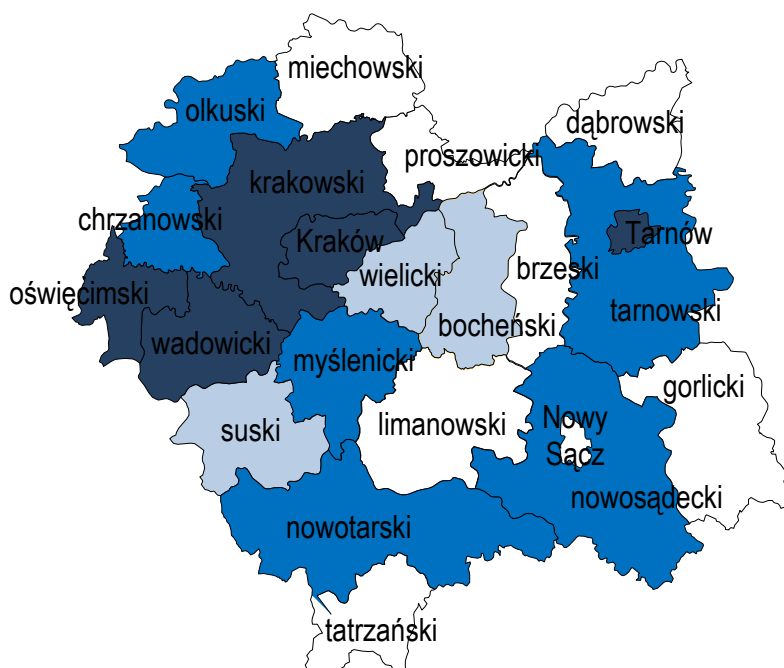 miechowski
olkuski
dąbrowski
proszowicki
krakowski
chrzanowski
Kraków
Tarnów
wielicki
brzeski
oświęcimski
bocheński
tarnowski
wadowicki
myślenicki
gorlicki
suski
limanowski
Nowy
Sącz
nowosądecki
nowotarski
tatrzański